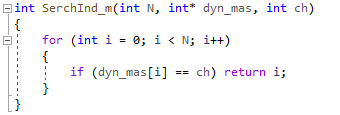 int SerchInd_m(int N, int* dyn_mas, int ch)
{
for (int i = 0; i < N; i++)
{
if (dyn_mas[i] == ch) return i;
}
}